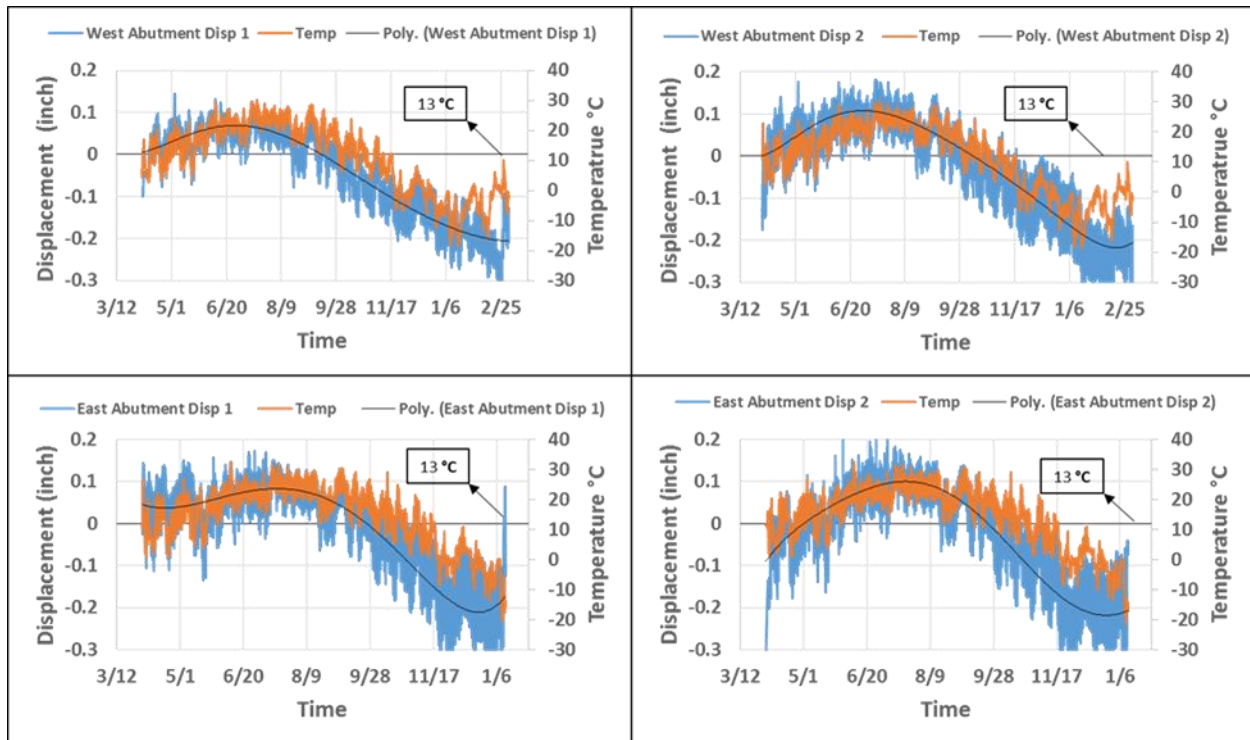 West Abutment Disp 1 Temp Poly. (West Abutment Disp 1)
0.2 40
0.1 30
0 20
-0.1 10
-0.2 0
-0.3 -10
-20
-30
13 °C
Displacement (inch)
Temperatrue °C
3/12 5/1 6/20 8/9 9/28 11/17 1/6 2/25
Time
West Abutment Disp 2 Temp Poly. (West Abutment Disp 2)
0.2 40
0.1 30
0 20
-0.1 10
-0.2 0
-0.3 -10
-20
-30
13 °C
Displacement (inch)
Temperatrue °C
3/12 5/1 6/20 8/9 9/28 11/17 1/6 2/25
Time
East Abutment Disp 1 Temp Poly. (East Abutment Disp 1)
0.2 40
0.1 30
0 20
-0.1 10
-0.2 0
-0.3 -10
-20
-30
13 °C
Displacement (inch)
Temperature °C
3/12 5/1 6/20 8/9 9/28 11/17 1/6
Time
East Abutment Disp 2 Temp Poly. (East Abutment Disp 2)
0.2 40
0.1 30
0 20
-0.1 10
-0.2 0
-0.3 -10
-20
-30
13 °C
Displacement (inch)
Temperature °C
3/12 5/1 6/20 8/9 9/28 11/17 1/6
Time